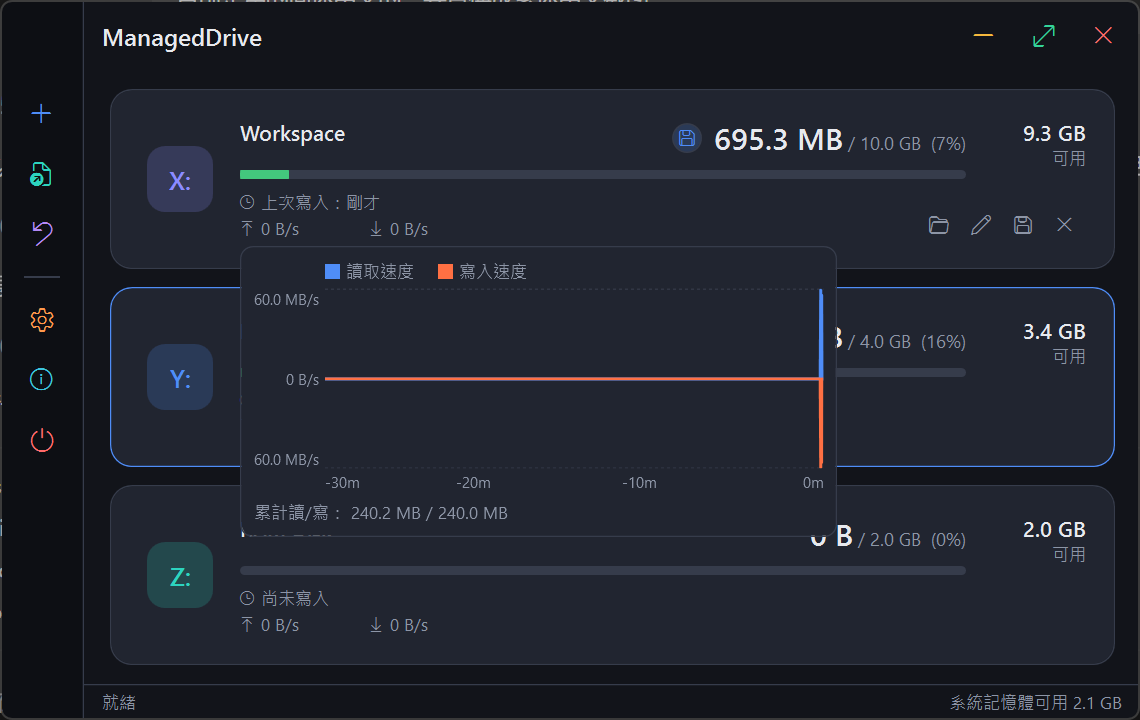 ManagedDrive
X:
Workspace
695.3 MB / 10.0 GB (7%)
9.3 GB
可用
上次寫入：剛才
0 B/s
0 B/s
讀取速度
寫入速度
60.0 MB/s
0 B/s
60.0 MB/s
-30m
-20m
-10m
0m
累計讀/寫： 240.2 MB / 240.0 MB
Y:
/ 4.0 GB (16%)
3.4 GB
可用
Z:
0 B / 2.0 GB (0%)
2.0 GB
可用
尚未寫入
0 B/s
0 B/s
就緒
系統記憶體可用 2.1 GB